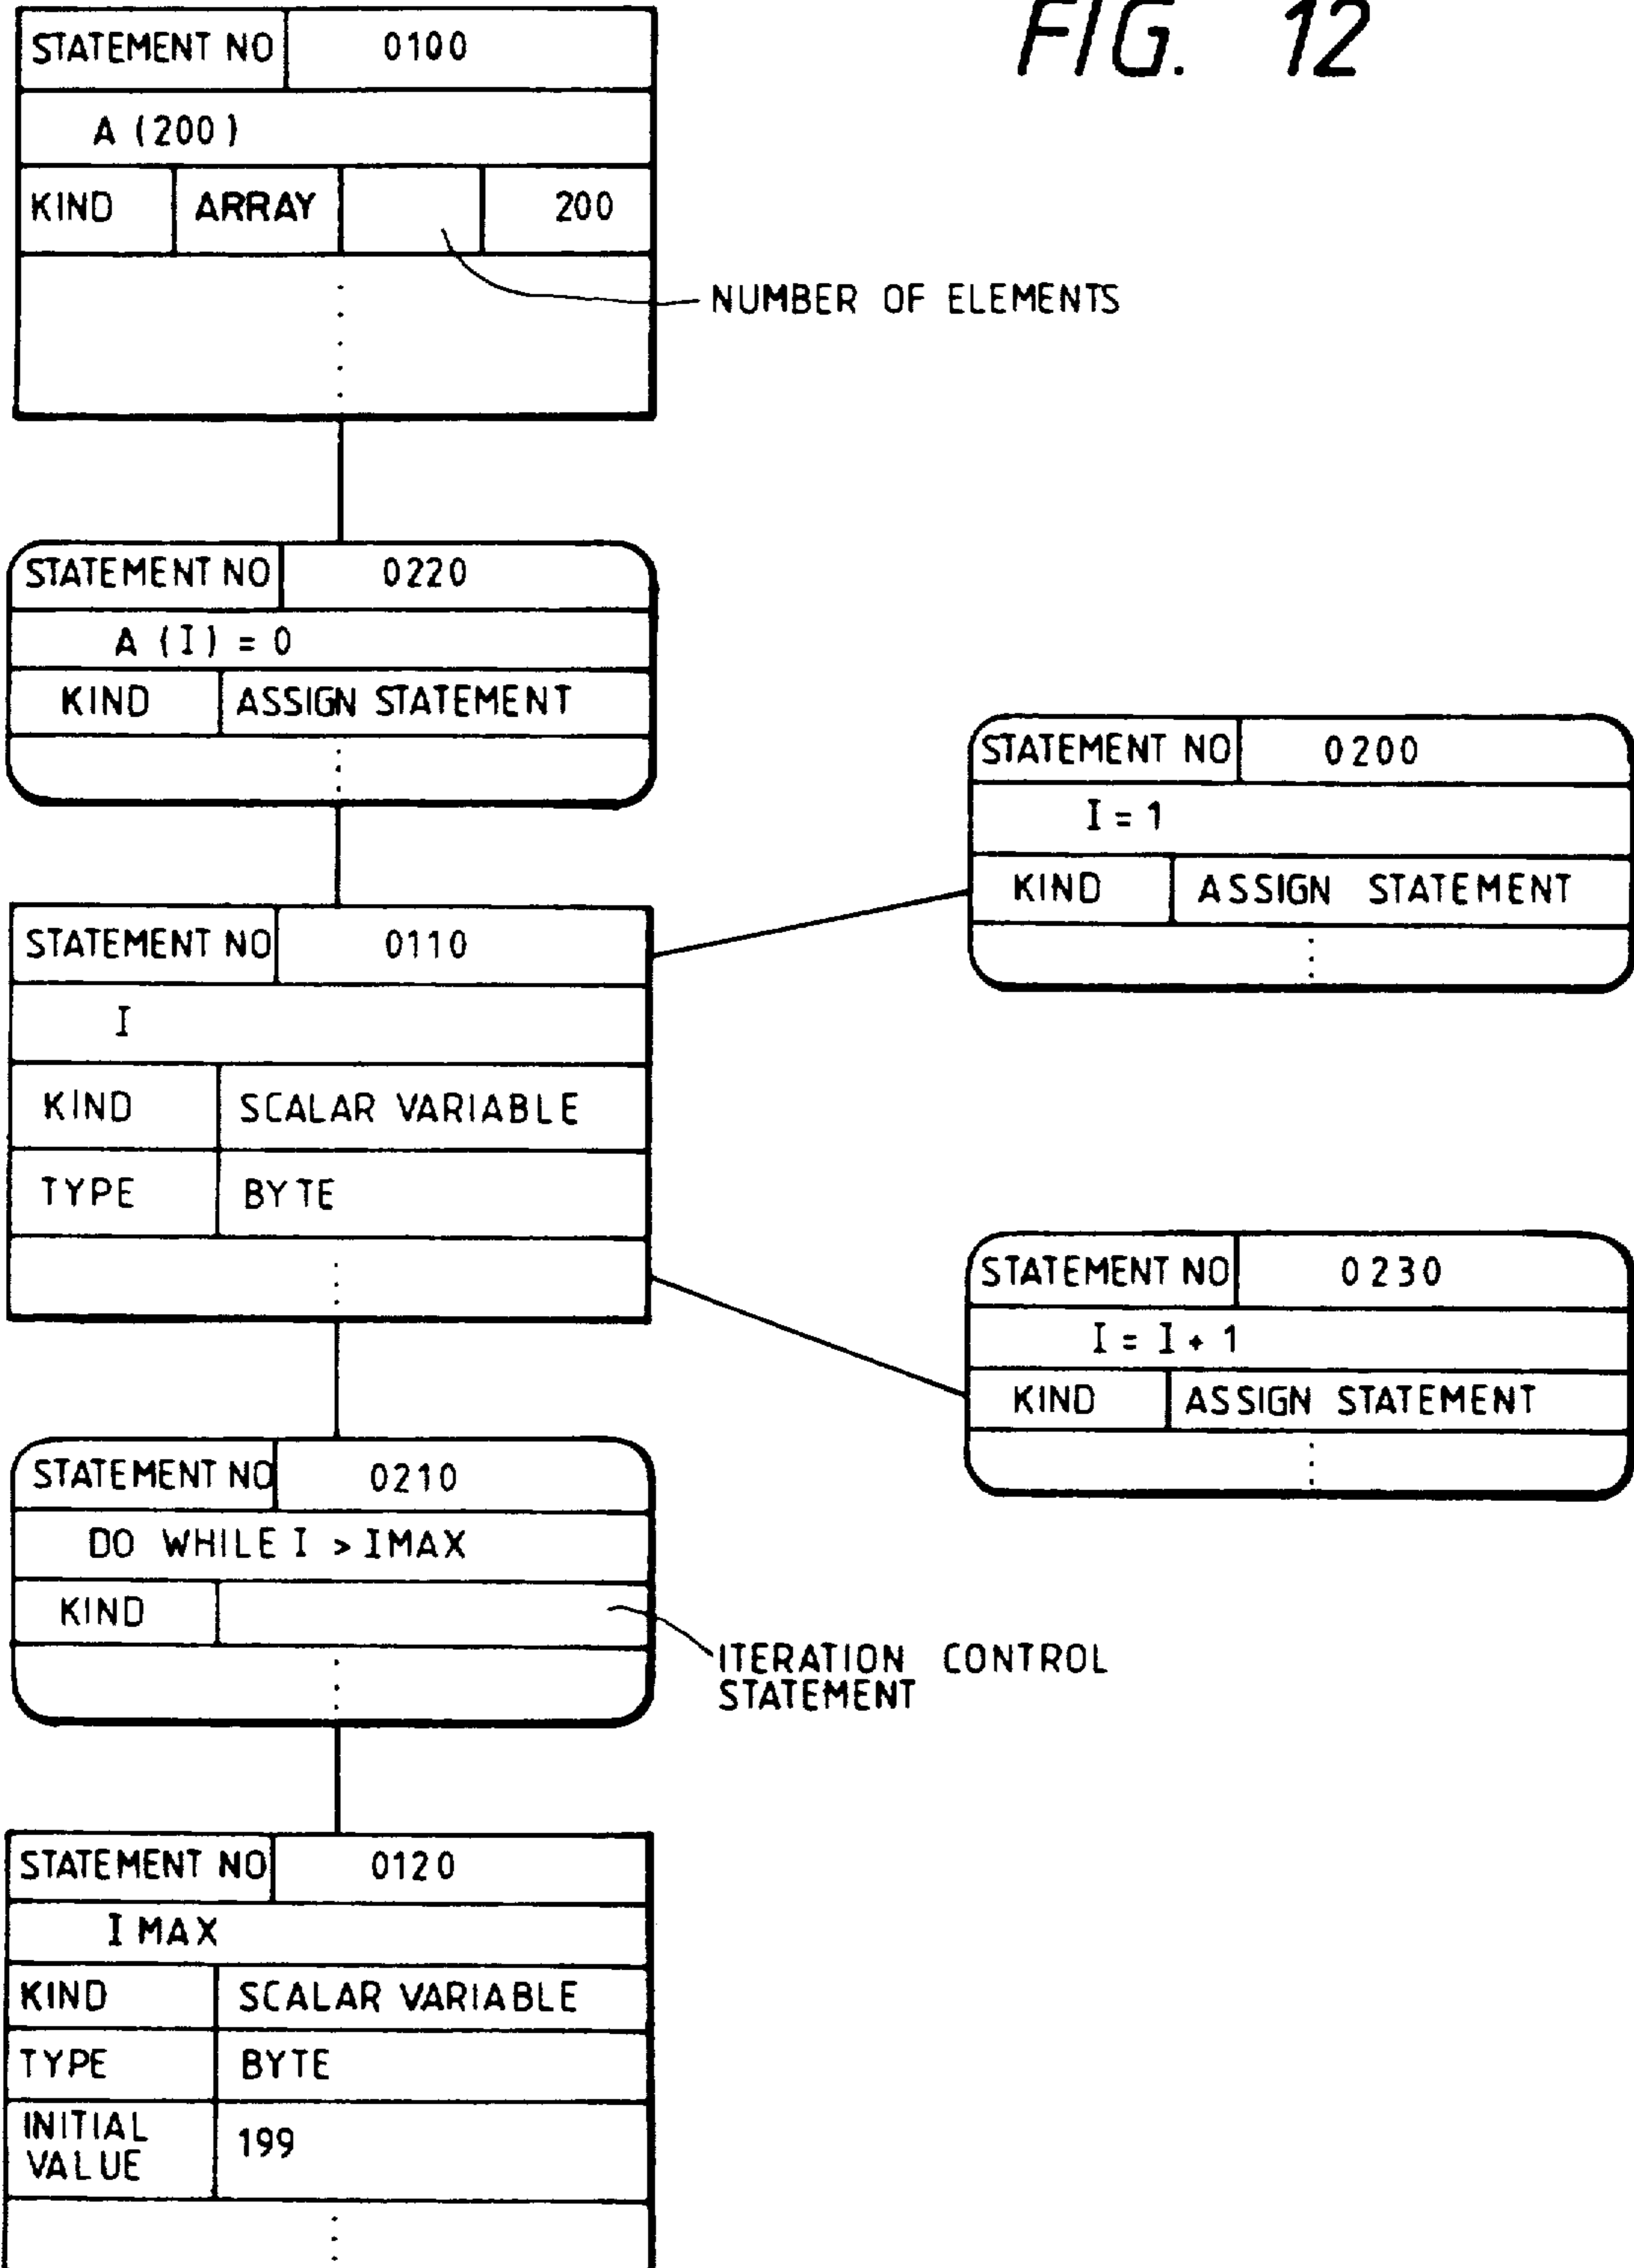 FIG. 12
STATEMENT NO 0100
A (200)
KIND ARRAY 200
NUMBER OF ELEMENTS
STATEMENT NO 0220
A (I) = 0
KIND ASSIGN STATEMENT
STATEMENT NO 0200
I = 1
KIND ASSIGN STATEMENT
STATEMENT NO 0110
I
KIND SCALAR VARIABLE
TYPE BYTE
STATEMENT NO 0230
I = I + 1
KIND ASSIGN STATEMENT
STATEMENT NO 0210
DO WHILE I > IMAX
KIND
ITERATION CONTROL
STATEMENT
STATEMENT NO 0120
IMAX
KIND SCALAR VARIABLE
TYPE BYTE
INITIAL
VALUE 199